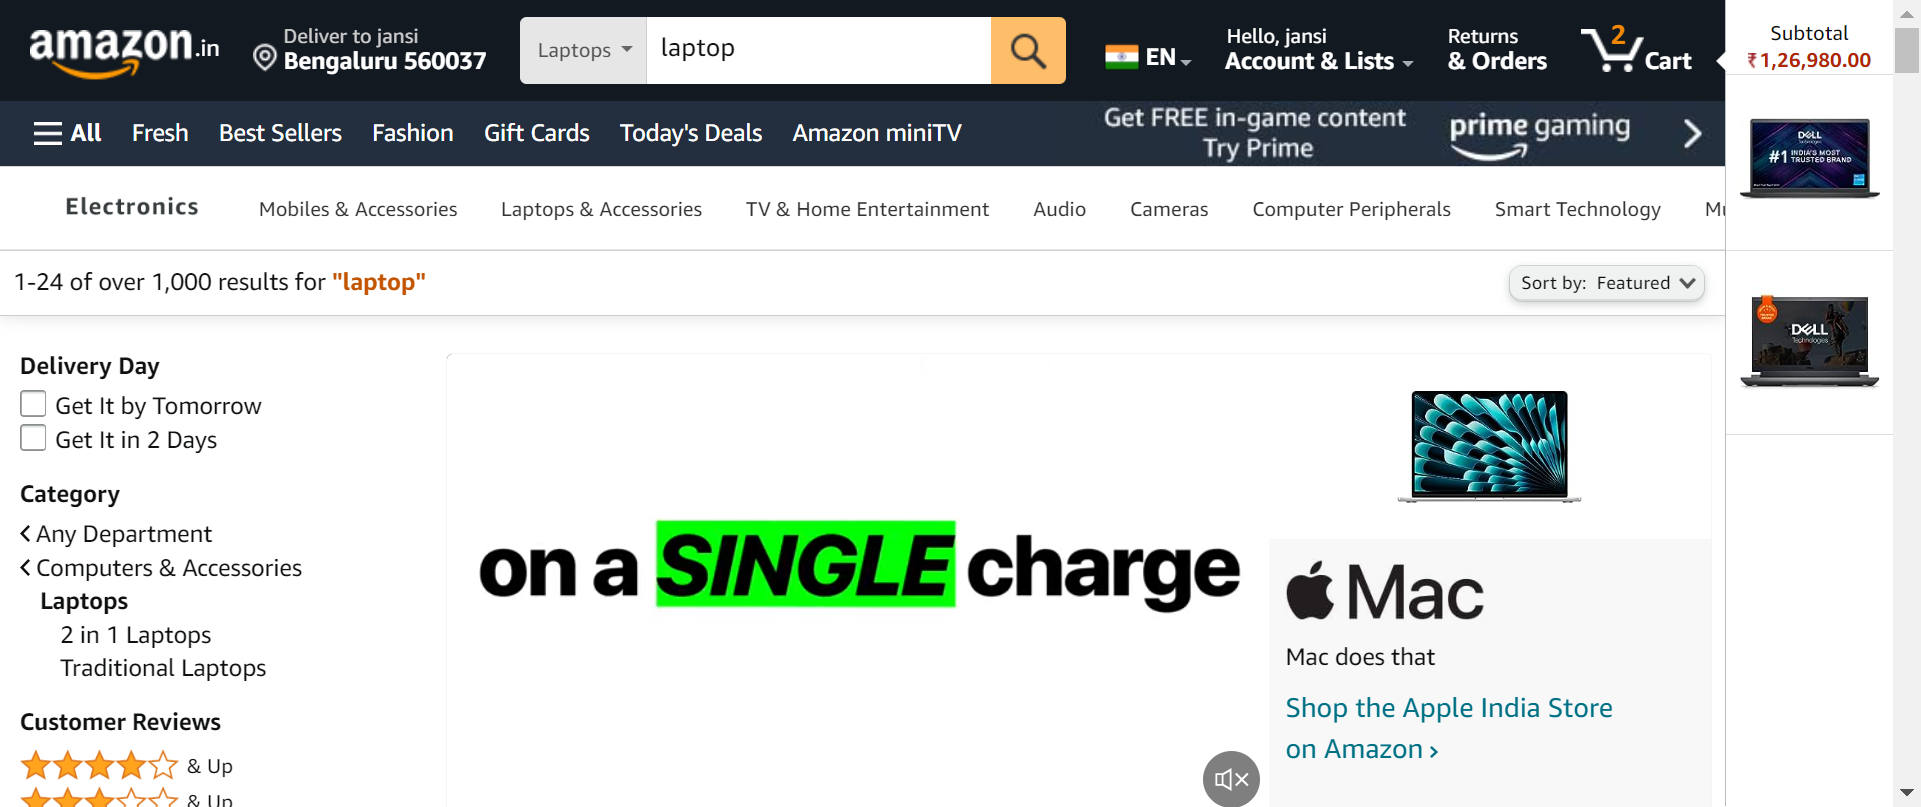 amazon.in
Deliver to jansi
Bengaluru 560037
Laptops
laptop
EN
Hello, jansi
Account & Lists
Returns
& Orders
2
Cart
Subtotal
₹1,26,980.00
All
Fresh
Best Sellers
Fashion
Gift Cards
Today's Deals
Amazon miniTV
Get FREE in-game content
Try Prime
prime gaming
DELL
Technologies
#1 INDIA'S MOST
TRUSTED BRAND
Electronics
Mobiles & Accessories
Laptops & Accessories
TV & Home Entertainment
Audio
Cameras
Computer Peripherals
Smart Technology
1-24 of over 1,000 results for "laptop"
Sort by: Featured
DELL
Technologies
Delivery Day
Get It by Tomorrow
Get It in 2 Days
Category
Any Department
Computers & Accessories
Laptops
2 in 1 Laptops
Traditional Laptops
Customer Reviews
& Up
& Up
on a SINGLE charge
Mac
Mac does that
Shop the Apple India Store
on Amazon ›